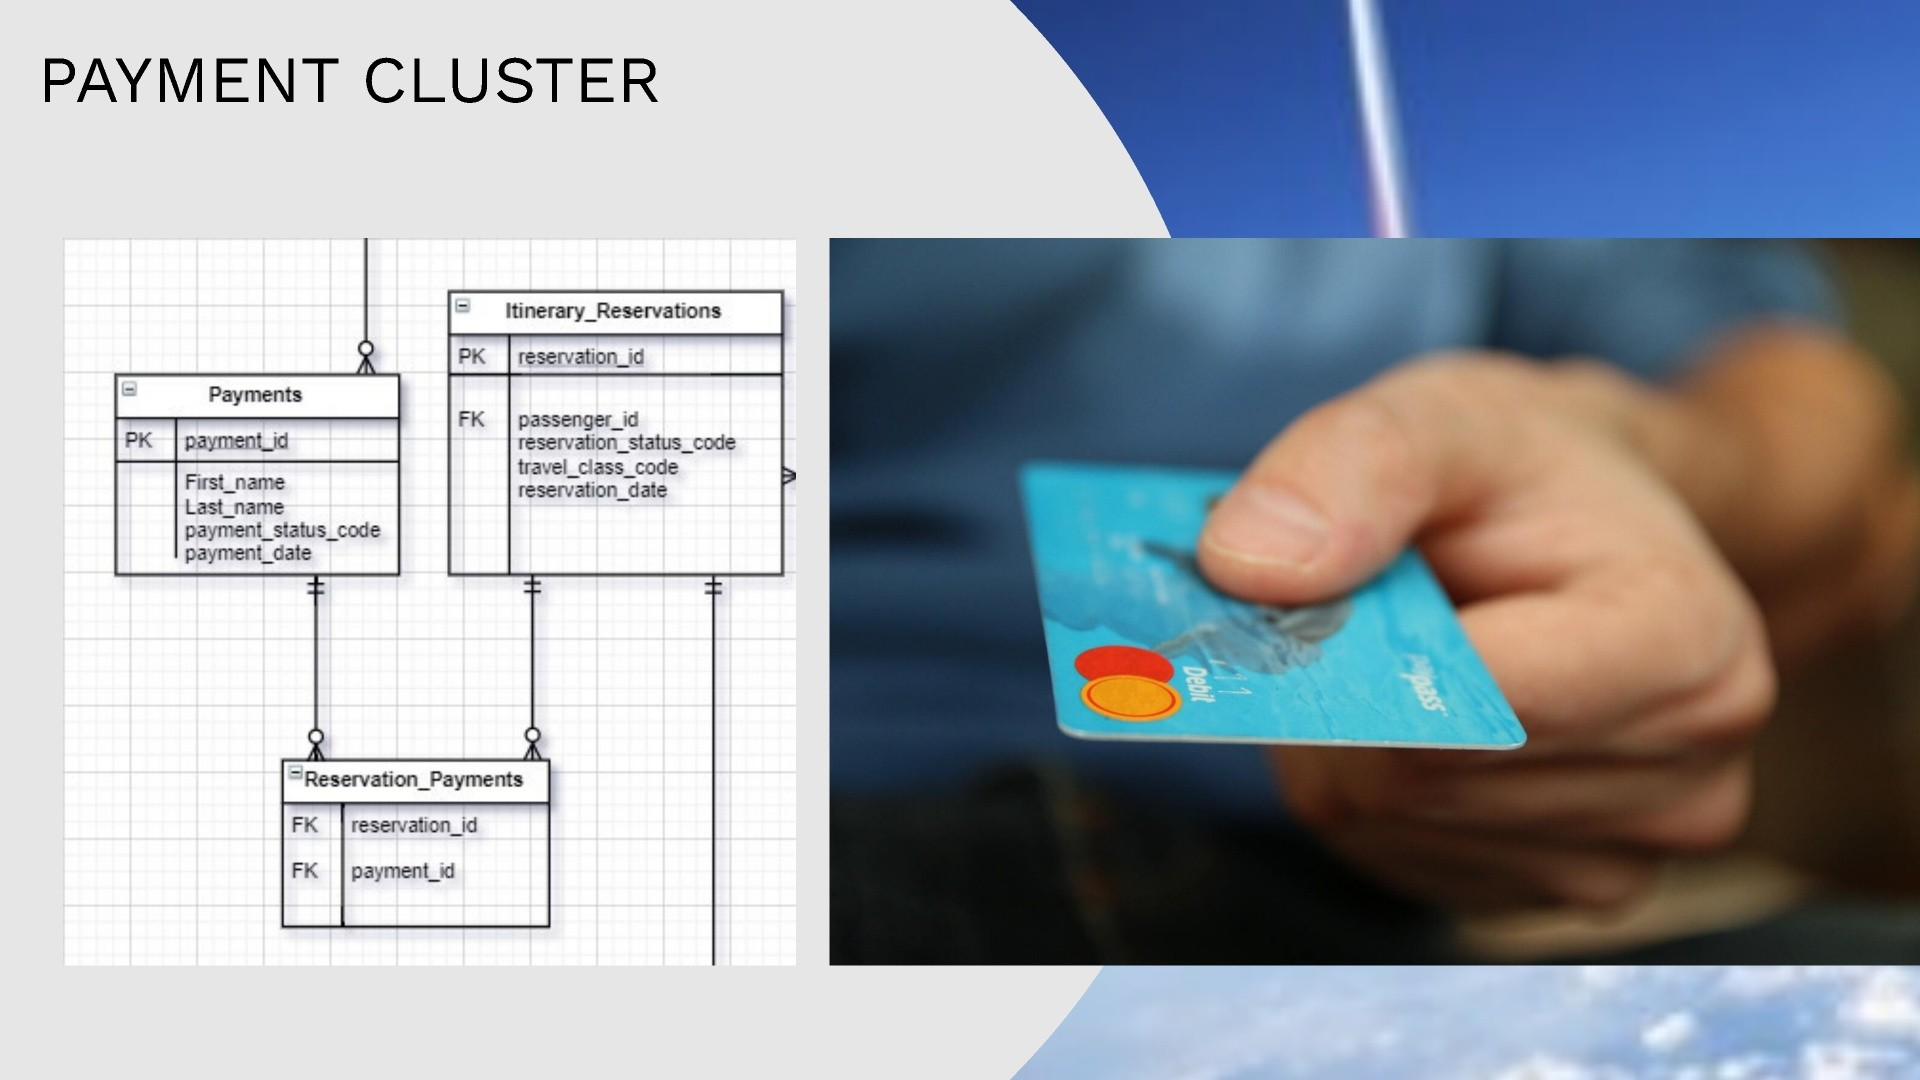 PAYMENT CLUSTER
Payments
PK payment_id
First_name
Last_name
payment_status_code
payment_date
Itinerary_Reservations
PK reservation_id
FK passenger_id
reservation_status_code
travel_class_code
reservation_date
Reservation_Payments
FK reservation_id
FK payment_id
Debit
paypass